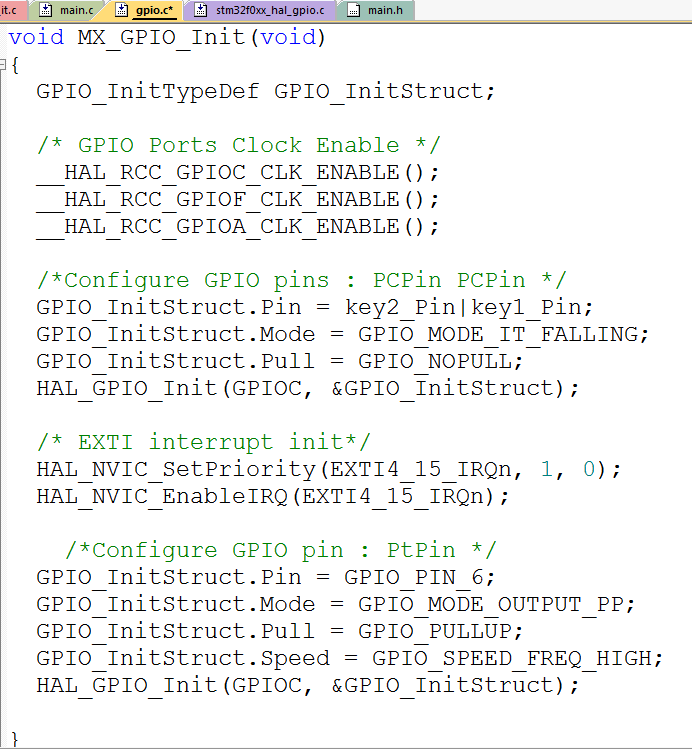 it.c main.c gpio.c* stm32f0xx_hal_gpio.c main.h
void MX_GPIO_Init(void)
{
GPIO_InitTypeDef GPIO_InitStruct;
/* GPIO Ports Clock Enable */
__HAL_RCC_GPIOC_CLK_ENABLE();
__HAL_RCC_GPIOF_CLK_ENABLE();
__HAL_RCC_GPIOA_CLK_ENABLE();
/*Configure GPIO pins : PCPin PCPin */
GPIO_InitStruct.Pin = key2_Pin|key1_Pin;
GPIO_InitStruct.Mode = GPIO_MODE_IT_FALLING;
GPIO_InitStruct.Pull = GPIO_NOPULL;
HAL_GPIO_Init(GPIOC, &GPIO_InitStruct);
/* EXTI interrupt init*/
HAL_NVIC_SetPriority(EXTI4_15_IRQn, 1, 0);
HAL_NVIC_EnableIRQ(EXTI4_15_IRQn);
/*Configure GPIO pin : PtPin */
GPIO_InitStruct.Pin = GPIO_PIN_6;
GPIO_InitStruct.Mode = GPIO_MODE_OUTPUT_PP;
GPIO_InitStruct.Pull = GPIO_PULLUP;
GPIO_InitStruct.Speed = GPIO_SPEED_FREQ_HIGH;
HAL_GPIO_Init(GPIOC, &GPIO_InitStruct);
}